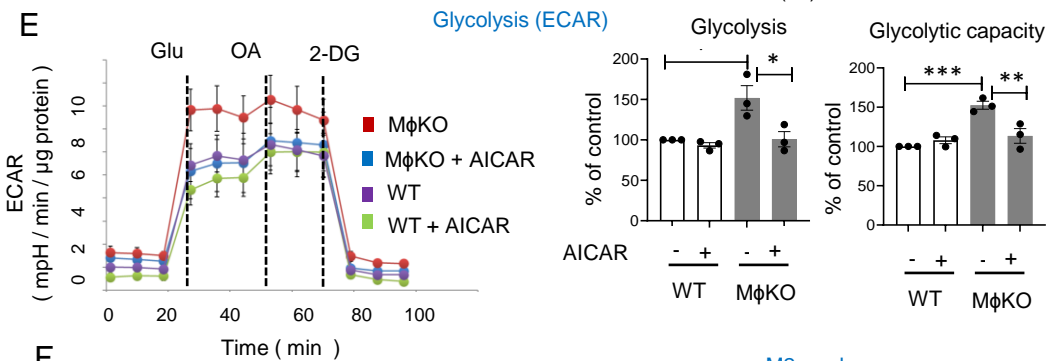 E
Glycolysis (ECAR)
Glu OA 2-DG
ECAR
( mpH / min / µg protein)
10
8
6
4
2
0
0 20 40 60 80 100
Time ( min )
MϕKO
MϕKO + AICAR
WT
WT + AICAR
Glycolysis
% of control
200
150
100
50
0
*
AICAR - + - +
WT MϕKO
Glycolytic capacity
% of control
200
150
100
50
0
*** **
- + - +
WT MϕKO